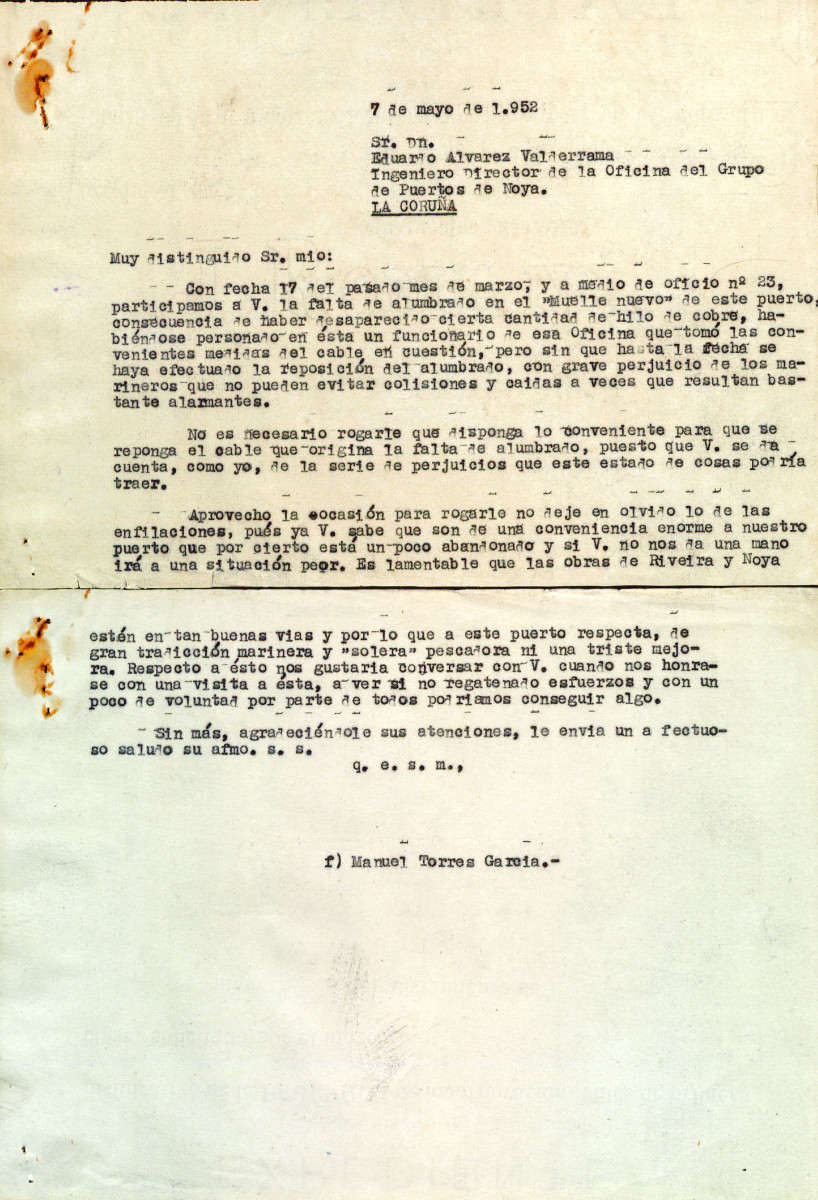 7 de mayo de 1.952
Sr. Dn.
Eduardo Alvarez Valderrama
Ingeniero Director de la Oficina del Grupo
de Puertos de Noya.
LA CORUÑA
Muy distinguido Sr. mio:
Con fecha 17 del pasado mes de marzo, y a medio de oficio nº 23,
participamos a V. la falta de alumbrado en el "Muelle nuevo" de este puerto,
consecuencia de haber desaparecido cierta cantidad de hilo de cobre, ha-
biéndose personado en ésta un funcionario de esa Oficina que tomó las con-
venientes medidas del cable en cuestión, pero sin que hasta la fecha se
haya efectuado la reposición del alumbrado, con grave perjuicio de los ma-
rineros que no pueden evitar colisiones y caidas a veces que resultan bas-
tante alarmantes.
No es necesario rogarle que disponga lo conveniente para que se
reponga el cable que origina la falta de alumbrado, puesto que V. se da
cuenta, como yo, de la serie de perjuicios que este estado de cosas podría
traer.
Aprovecho la eocasión para rogarle no deje en olvido lo de las
enfilaciones, pués ya V. sabe que son de una conveniencia enorme a nuestro
puerto que por cierto está un poco abandonado y si V. no nos da una mano
irá a una situación peor. Es lamentable que las obras de Riveira y Noya
estén en tan buenas vias y por lo que a este puerto respecta, de
gran tradicción marinera y "solera" pescadora ni una triste mejo-
ra. Respecto a ésto nos gustaria conversar con V. cuando nos honra-
se con una visita a ésta, a ver si no regatenado esfuerzos y con un
poco de voluntad por parte de todos podriamos conseguir algo.
Sin más, agradeciéndole sus atenciones, le envia un a fectuo-
so saludo su afmo. s. s.
q. e. s. m.,
f) Manuel Torres Garcia.-